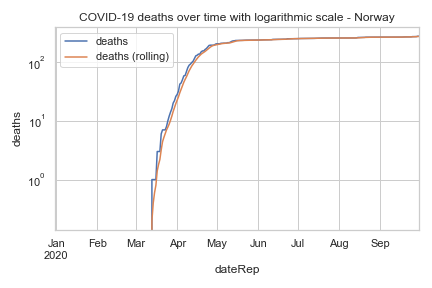 COVID-19 deaths over time with logarithmic scale - Norway
deaths
deaths (rolling)
deaths
10²
10¹
10⁰
Jan
2020
Feb
Mar
Apr
May
Jun
Jul
Aug
Sep
dateRep